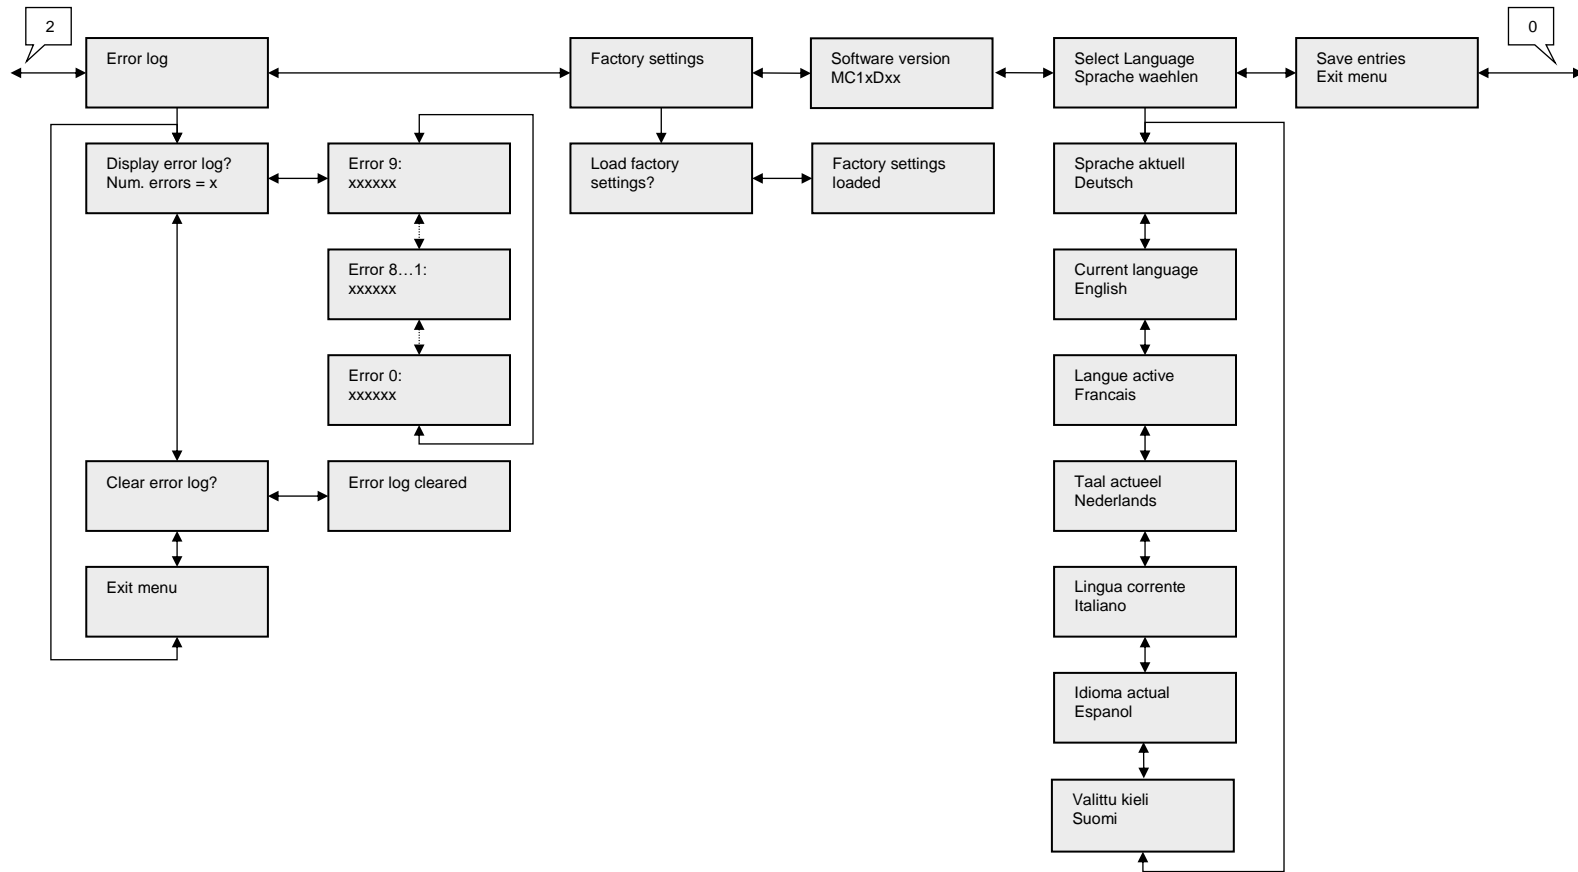 2
0
Error log
Factory settings
Software version
MC1xDxx
Select Language
Sprache waehlen
Save entries
Exit menu
Display error log?
Num. errors = x
Error 9:
xxxxxx
Load factory
settings?
Factory settings
loaded
Sprache aktuell
Deutsch
Error 8…1:
xxxxxx
Current language
English
Error 0:
xxxxxx
Langue active
Francais
Clear error log?
Error log cleared
Taal actueel
Nederlands
Exit menu
Lingua corrente
Italiano
Idioma actual
Espanol
Valittu kieli
Suomi